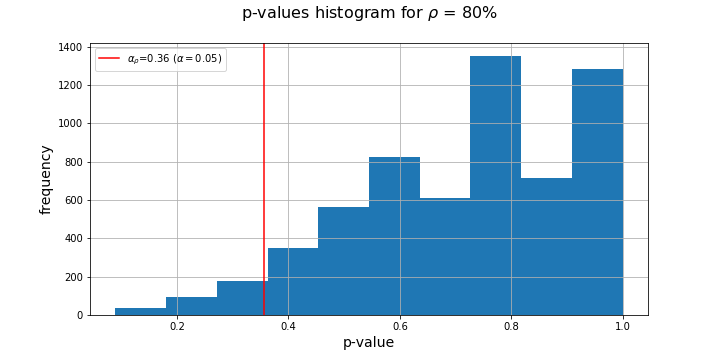 p-values histogram for ρ = 80%
α_ρ=0.36 (α = 0.05)
1400
1200
1000
800
600
400
200
0
frequency
0.2 0.4 0.6 0.8 1.0
p-value